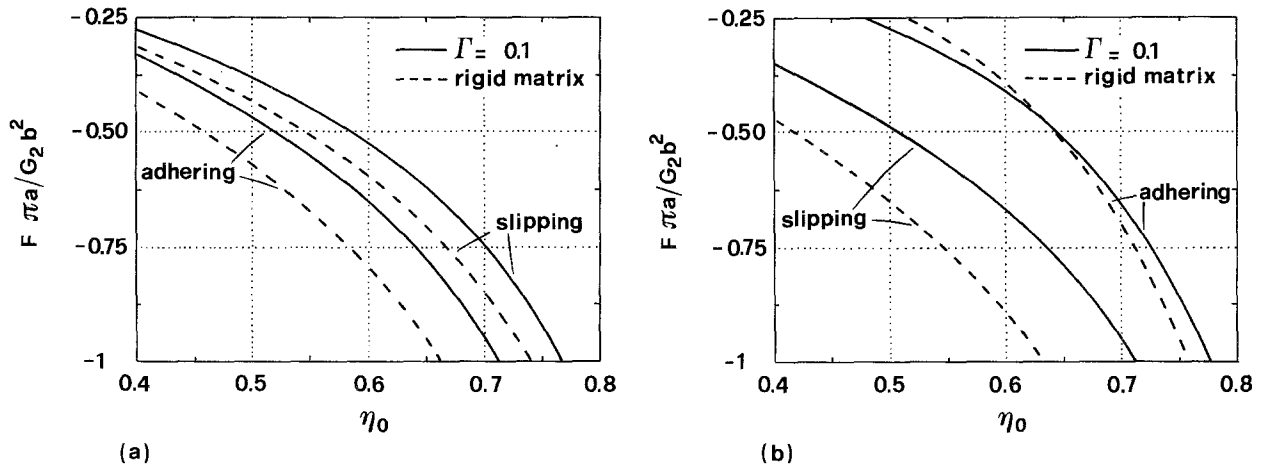 -0.25
-0.50
-0.75
-1
F πa/G₂b²
Γ = 0.1
rigid matrix
adhering
slipping
0.4 0.5 0.6 0.7 0.8
η₀
(a)
-0.25
-0.50
-0.75
-1
F πa/G₂b²
Γ = 0.1
rigid matrix
adhering
slipping
0.4 0.5 0.6 0.7 0.8
η₀
(b)